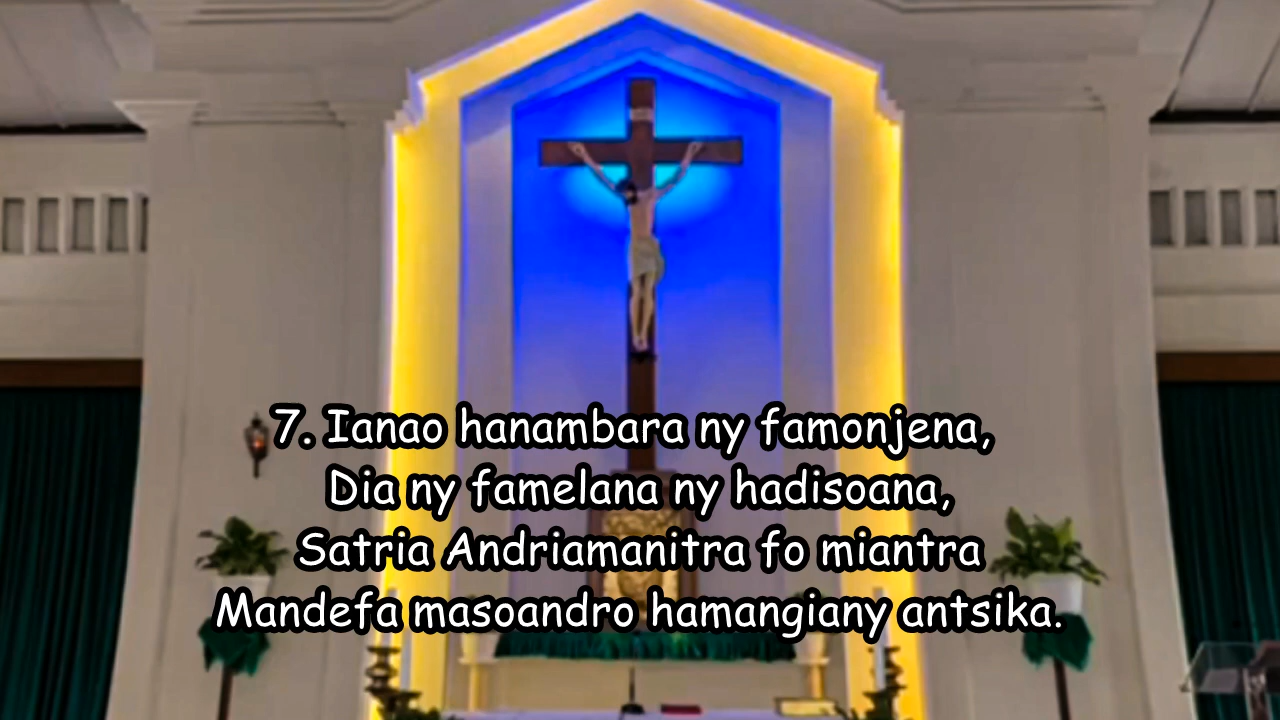 7. Ianao hanambara ny famonjena,
Dia ny famelana ny hadisoana,
Satria Andriamanitra fo miantra
Mandefa masoandro hamangiany antsika.